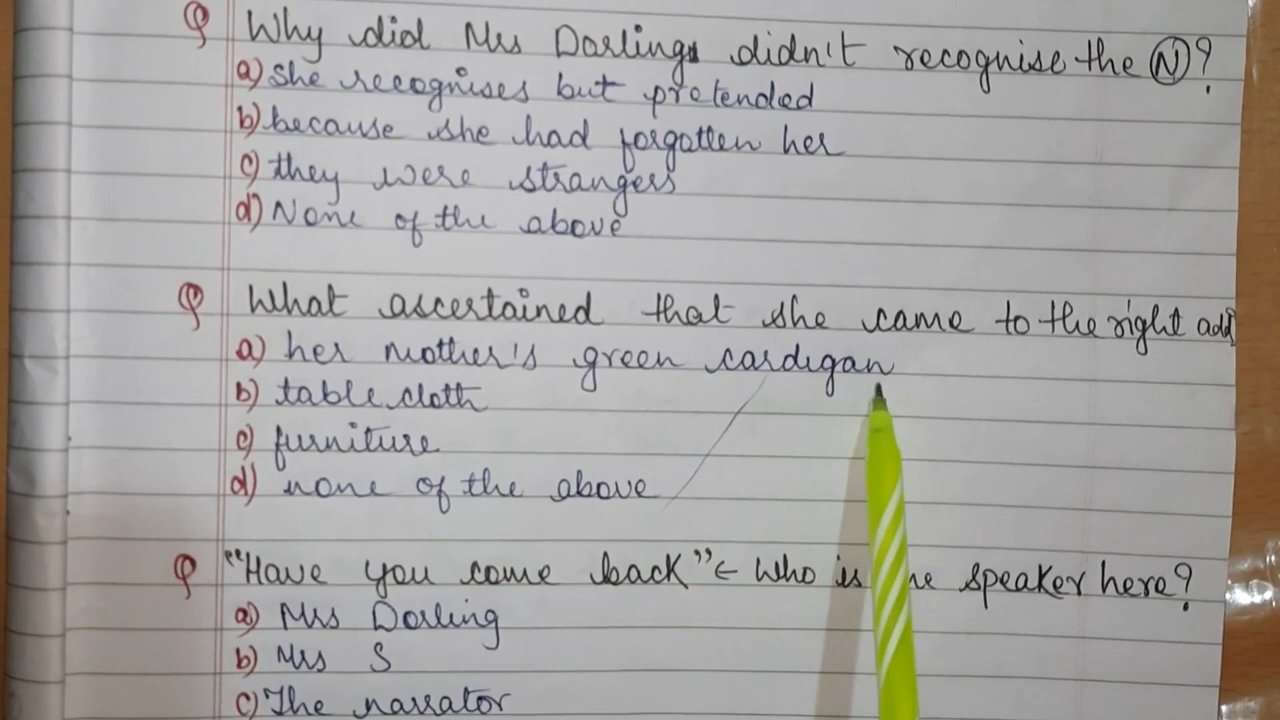 Q Why did Mrs Dorling didn't recognise the (N)?
a) She recognises but pretended
b) because she had forgotten her
c) they were strangers
d) None of the above
Q What ascertained that she came to the right add
a) her mother's green cardigan
b) table cloth
c) furniture
d) none of the above
Q "Have you come back" ← Who is speaker here?
a) Mrs Dorling
b) Mrs S
c) The narrator